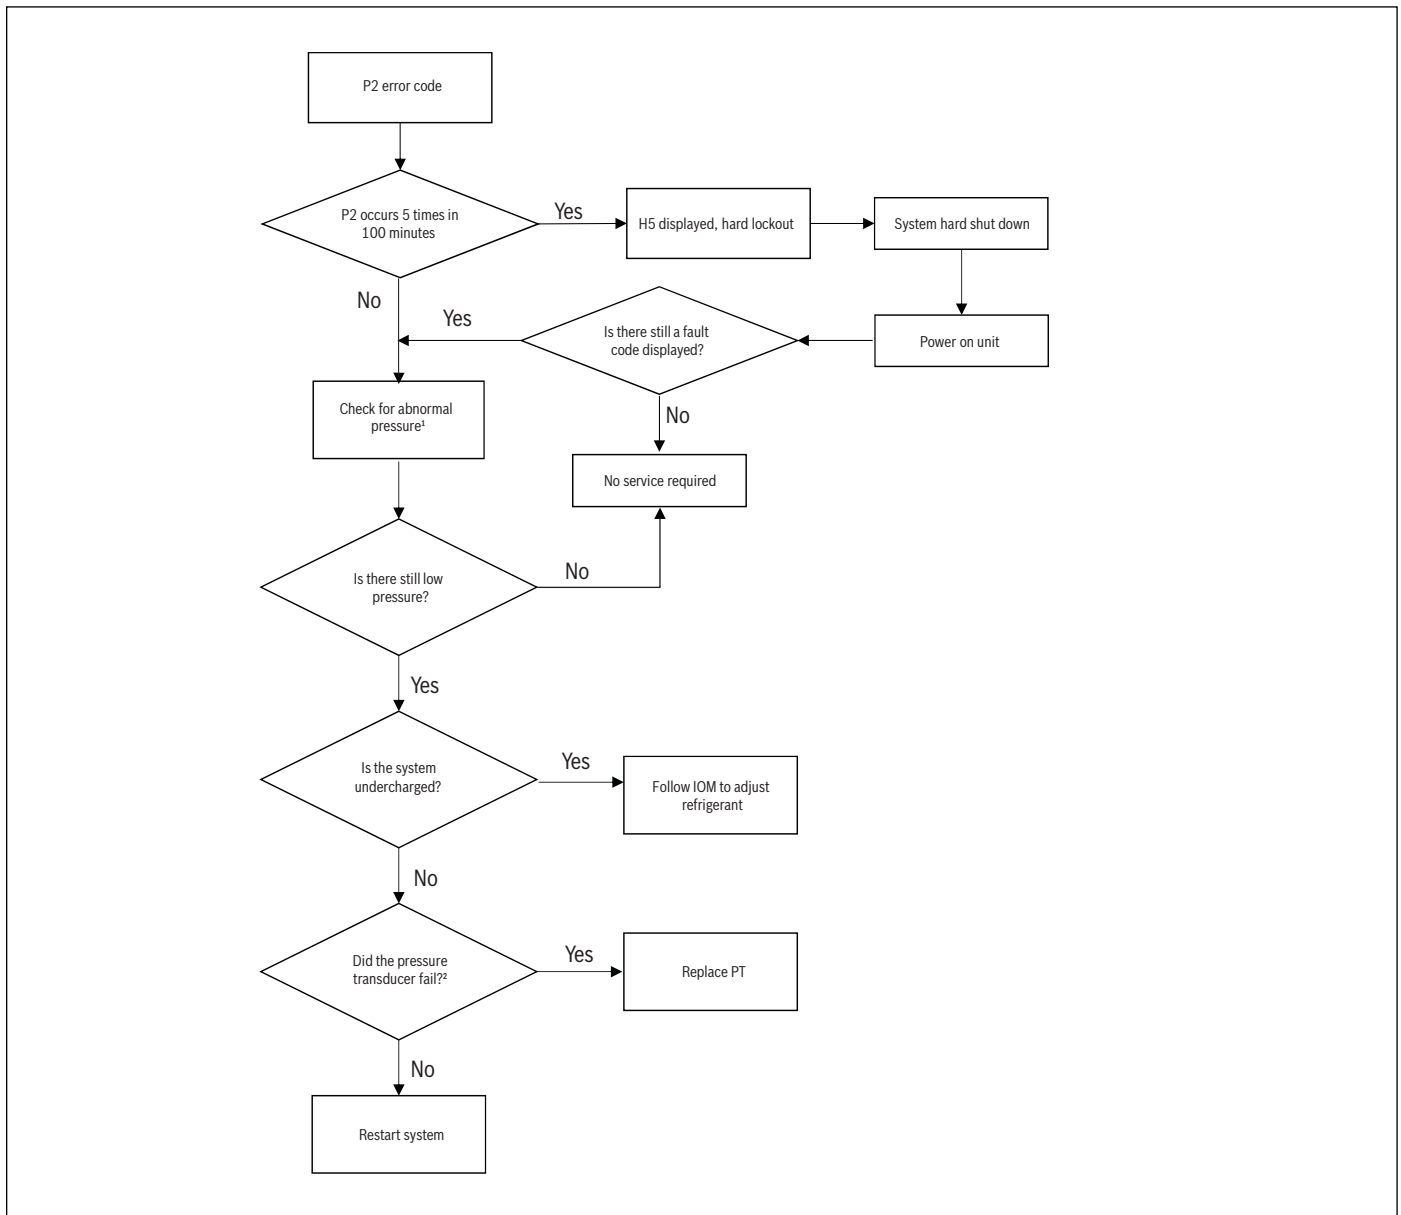 P2 error code
P2 occurs 5 times in
100 minutes
Yes
H5 displayed, hard lockout
System hard shut down
No
Yes
Is there still a fault
code displayed?
Power on unit
Check for abnormal
pressure¹
No
No service required
Is there still low
pressure?
No
Yes
Is the system
undercharged?
Yes
Follow IOM to adjust
refrigerant
No
Did the pressure
transducer fail?²
Yes
Replace PT
No
Restart system